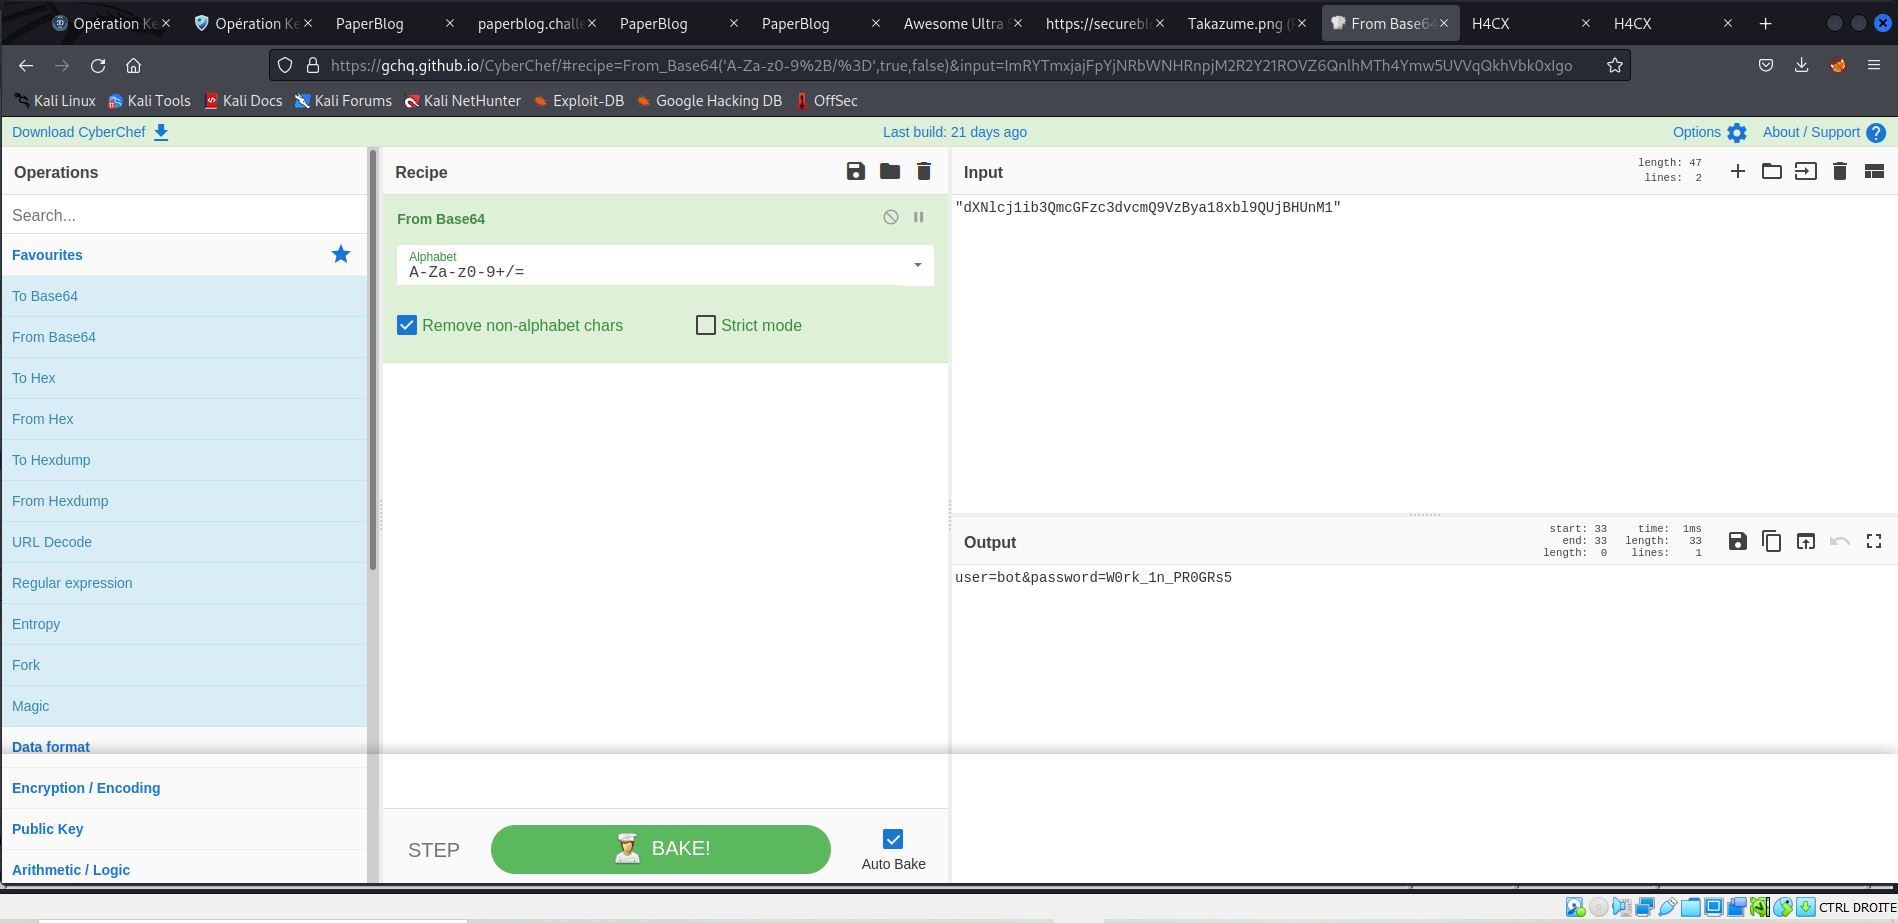 Opération Ke
Opération Ke
PaperBlog
paperblog.challe
PaperBlog
PaperBlog
Awesome Ultra S
https://securebl
Takazume.png (
From Base64
H4CX
H4CX
https://gchq.github.io/CyberChef/#recipe=From_Base64('A-Za-z0-9%2B/%3D',true,false)&input=ImRYTmxjajFpYjNRbWNHRnpjM2R2Y21ROVZ6QnlhMTh4Ymw5UVVqQkhVbk0xIgo
Kali Linux
Kali Tools
Kali Docs
Kali Forums
Kali NetHunter
Exploit-DB
Google Hacking DB
OffSec
Download CyberChef
Last build: 21 days ago
Options
About / Support
Operations
Search...
Favourites
To Base64
From Base64
To Hex
From Hex
To Hexdump
From Hexdump
URL Decode
Regular expression
Entropy
Fork
Magic
Data format
Encryption / Encoding
Public Key
Arithmetic / Logic
Recipe
From Base64
Alphabet
A-Za-z0-9+/=
Remove non-alphabet chars
Strict mode
STEP
BAKE!
Auto Bake
Input
length: 47
lines: 2
"dXNlcj1ib3QmcGFzc3dvcmQ9VzBya18xbl9QUjBHUnM1"
Output
start: 33
end: 33
length: 0
time: 1ms
length: 33
lines: 1
user=bot&password=W0rk_1n_PR0GRs5
CTRL DROITE